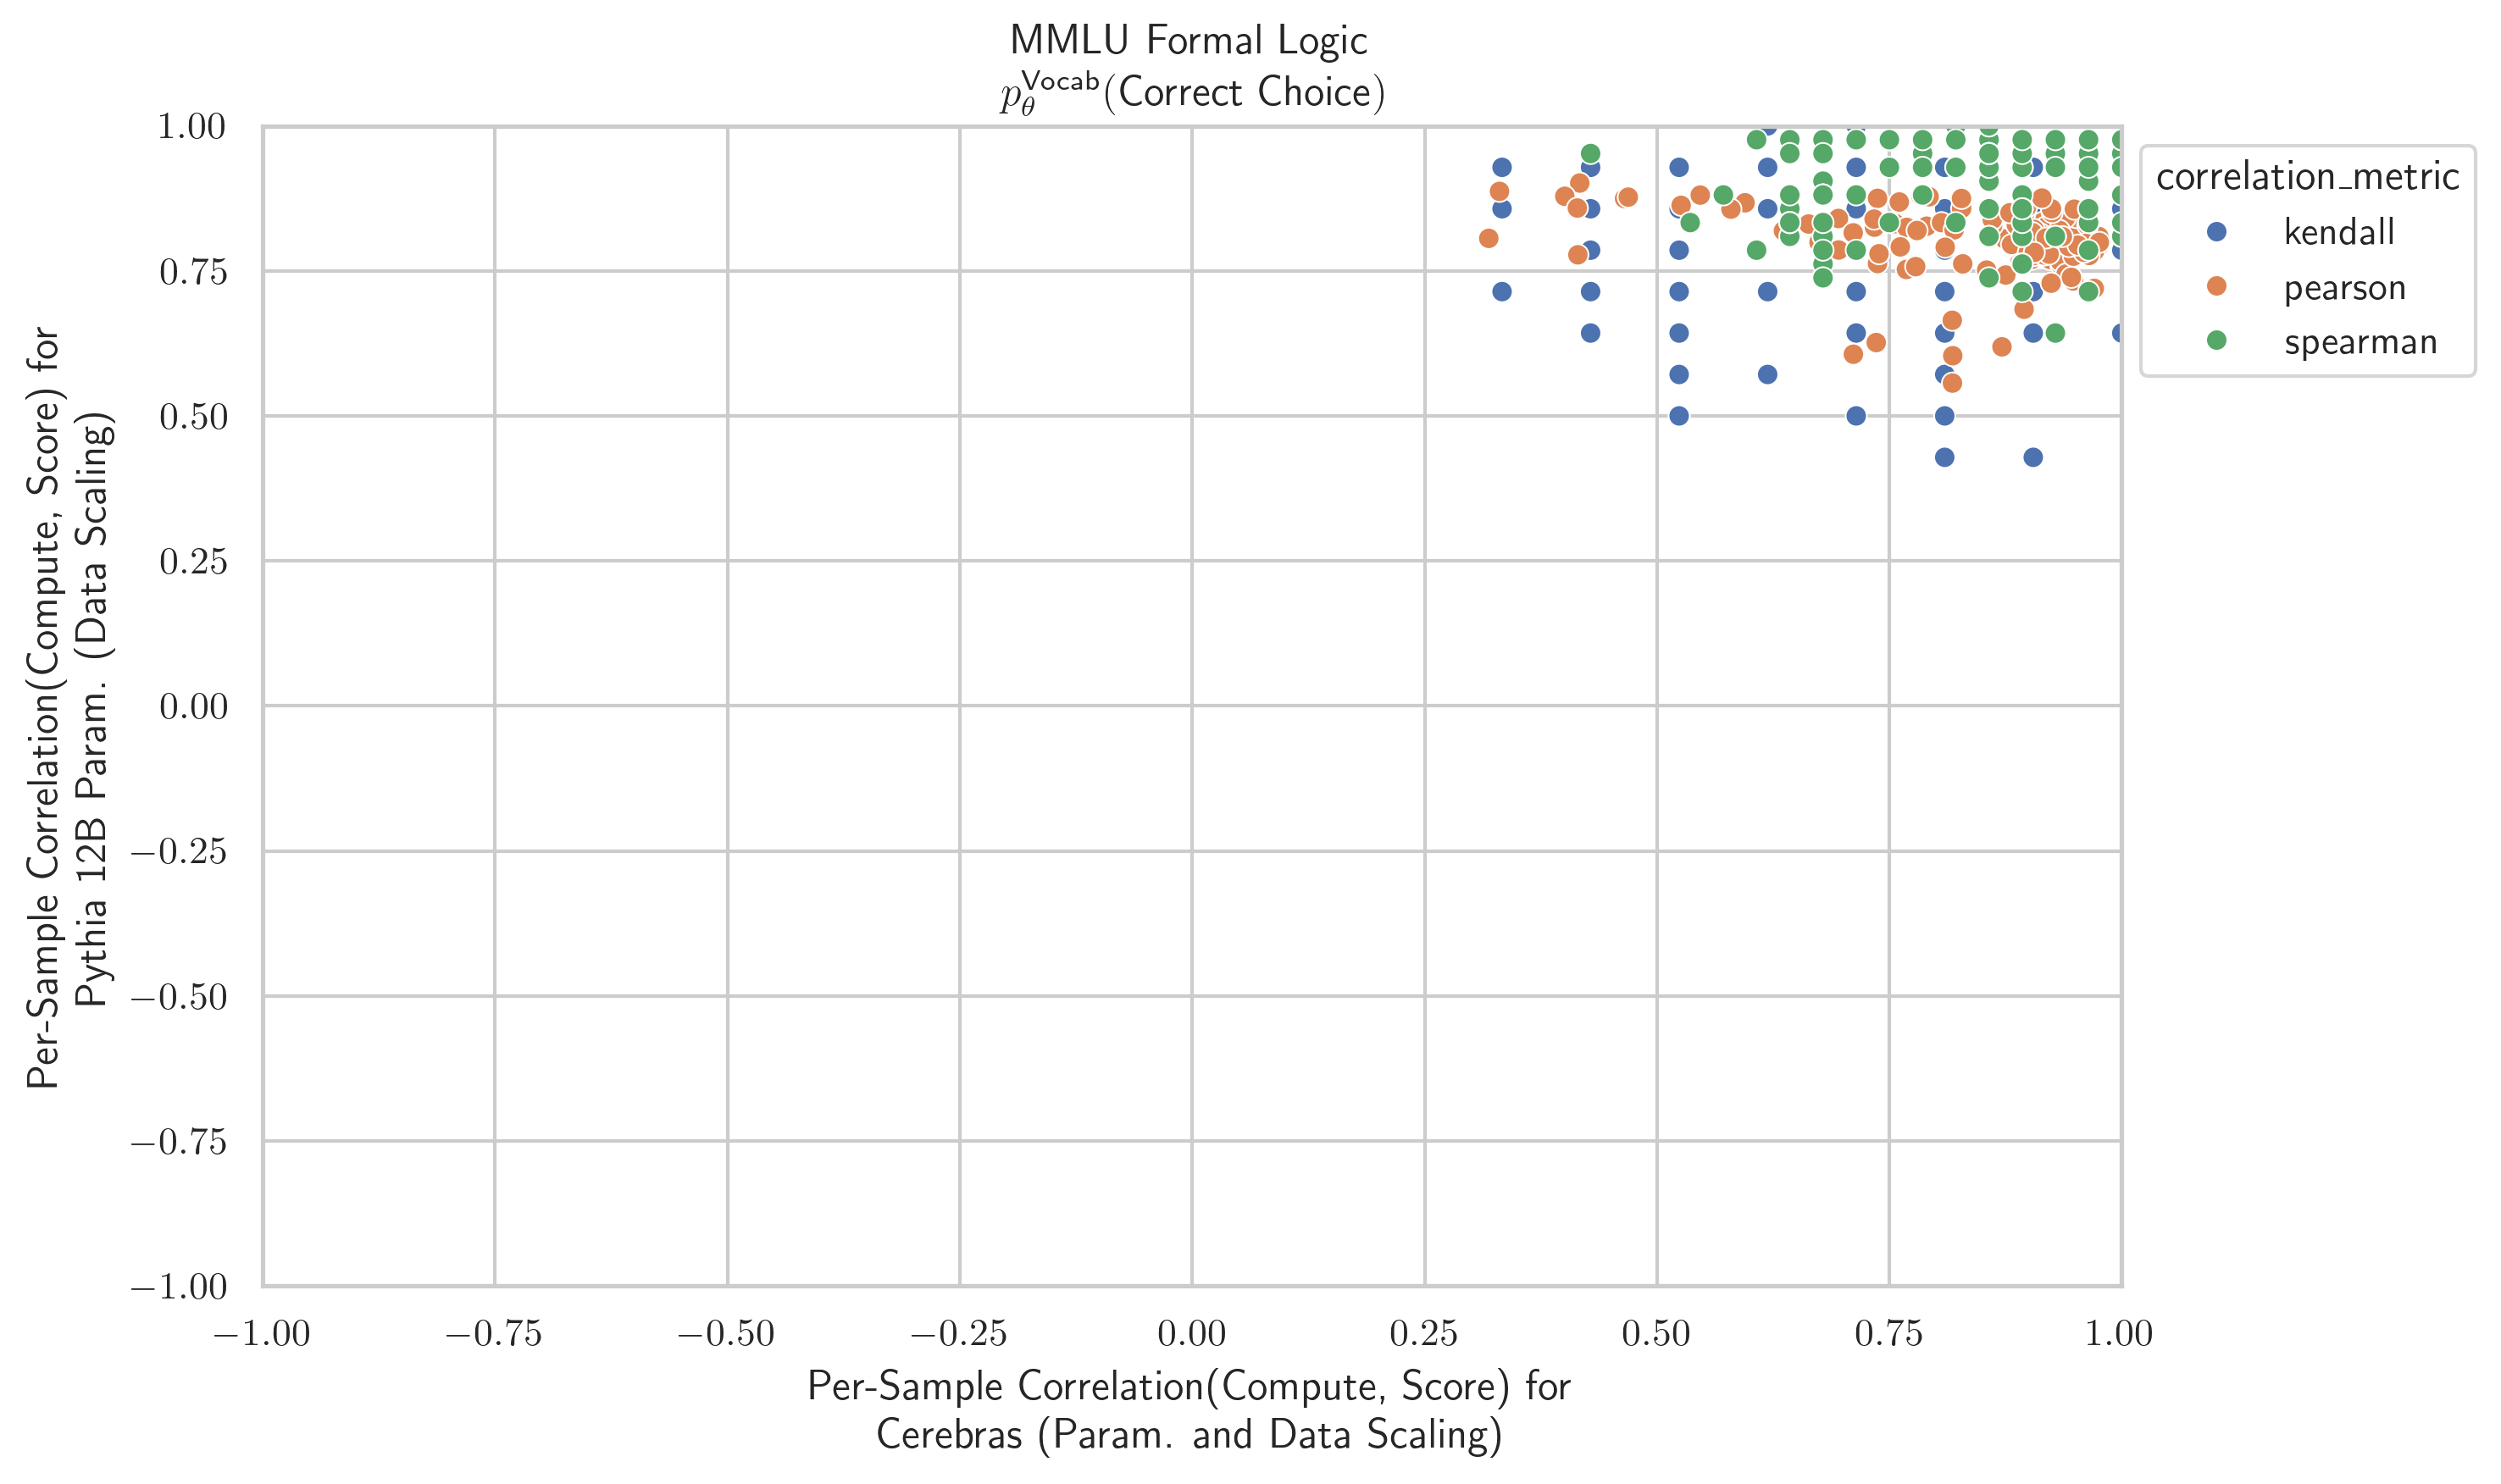 MMLU Formal Logic
p_θ^Vocab(Correct Choice)
1.00
0.75
0.50
0.25
0.00
−0.25
−0.50
−0.75
−1.00
Per-Sample Correlation(Compute, Score) for
Pythia 12B Param. (Data Scaling)
−1.00
−0.75
−0.50
−0.25
0.00
0.25
0.50
0.75
1.00
Per-Sample Correlation(Compute, Score) for
Cerebras (Param. and Data Scaling)
correlation_metric
kendall
pearson
spearman